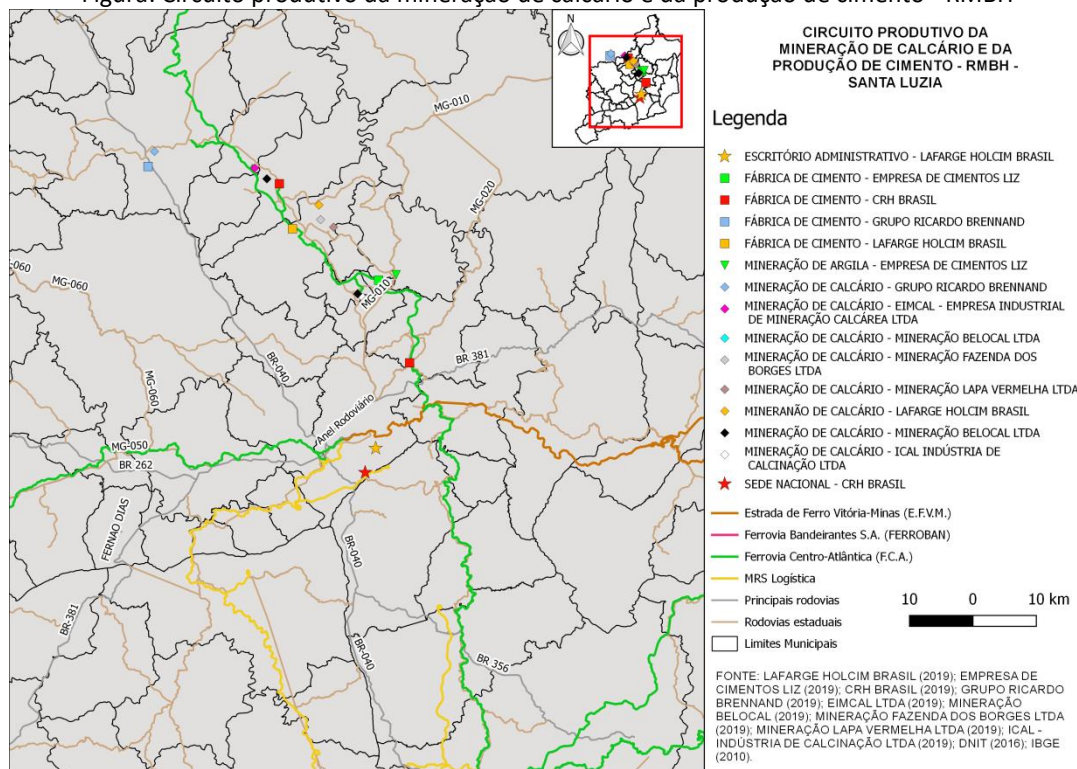 Figura: Circuito produtivo da mineração de calcário e da produção de cimento - RMBH
CIRCUITO PRODUTIVO DA
MINERAÇÃO DE CALCÁRIO E DA
PRODUÇÃO DE CIMENTO - RMBH -
SANTA LUZIA
Legenda
ESCRITÓRIO ADMINISTRATIVO - LAFARGE HOLCIM BRASIL
FÁBRICA DE CIMENTO - EMPRESA DE CIMENTOS LIZ
FÁBRICA DE CIMENTO - CRH BRASIL
FÁBRICA DE CIMENTO - GRUPO RICARDO BRENNAND
FÁBRICA DE CIMENTO - LAFARGE HOLCIM BRASIL
MINERAÇÃO DE ARGILA - EMPRESA DE CIMENTOS LIZ
MINERAÇÃO DE CALCÁRIO - GRUPO RICARDO BRENNAND
MINERAÇÃO DE CALCÁRIO - EIMCAL - EMPRESA INDUSTRIAL
DE MINERAÇÃO CALCÁREA LTDA
MINERAÇÃO DE CALCÁRIO - MINERAÇÃO BELOCAL LTDA
MINERAÇÃO DE CALCÁRIO - MINERAÇÃO FAZENDA DOS
BORGES LTDA
MINERAÇÃO DE CALCÁRIO - MINERAÇÃO LAPA VERMELHA LTDA
MINERANÃO DE CALCÁRIO - LAFARGE HOLCIM BRASIL
MINERAÇÃO DE CALCÁRIO - MINERAÇÃO BELOCAL LTDA
MINERAÇÃO DE CALCÁRIO - ICAL INDÚSTRIA DE
CALCINAÇÃO LTDA
SEDE NACIONAL - CRH BRASIL
Estrada de Ferro Vitória-Minas (E.F.V.M.)
Ferrovia Bandeirantes S.A. (FERROBAN)
Ferrovia Centro-Atlântica (F.C.A.)
MRS Logística
Principais rodovias
Rodovias estaduais
Limites Municipais
10 0 10 km
FONTE: LAFARGE HOLCIM BRASIL (2019); EMPRESA DE
CIMENTOS LIZ (2019); CRH BRASIL (2019); GRUPO RICARDO
BRENNAND (2019); EIMCAL LTDA (2019); MINERAÇÃO
BELOCAL (2019); MINERAÇÃO FAZENDA DOS BORGES LTDA
(2019); MINERAÇÃO LAPA VERMELHA LTDA (2019); ICAL -
INDÚSTRIA DE CALCINAÇÃO LTDA (2019); DNIT (2016); IBGE
(2010).
N
MG-010
MG-020
-060
MG-060
MG-010
BR-040
BR 381
MG-060
Anel Rodoviário
MG-050
BR 262
FERNAO DIAS
BR-040
BR-381
BR-040
BR 356